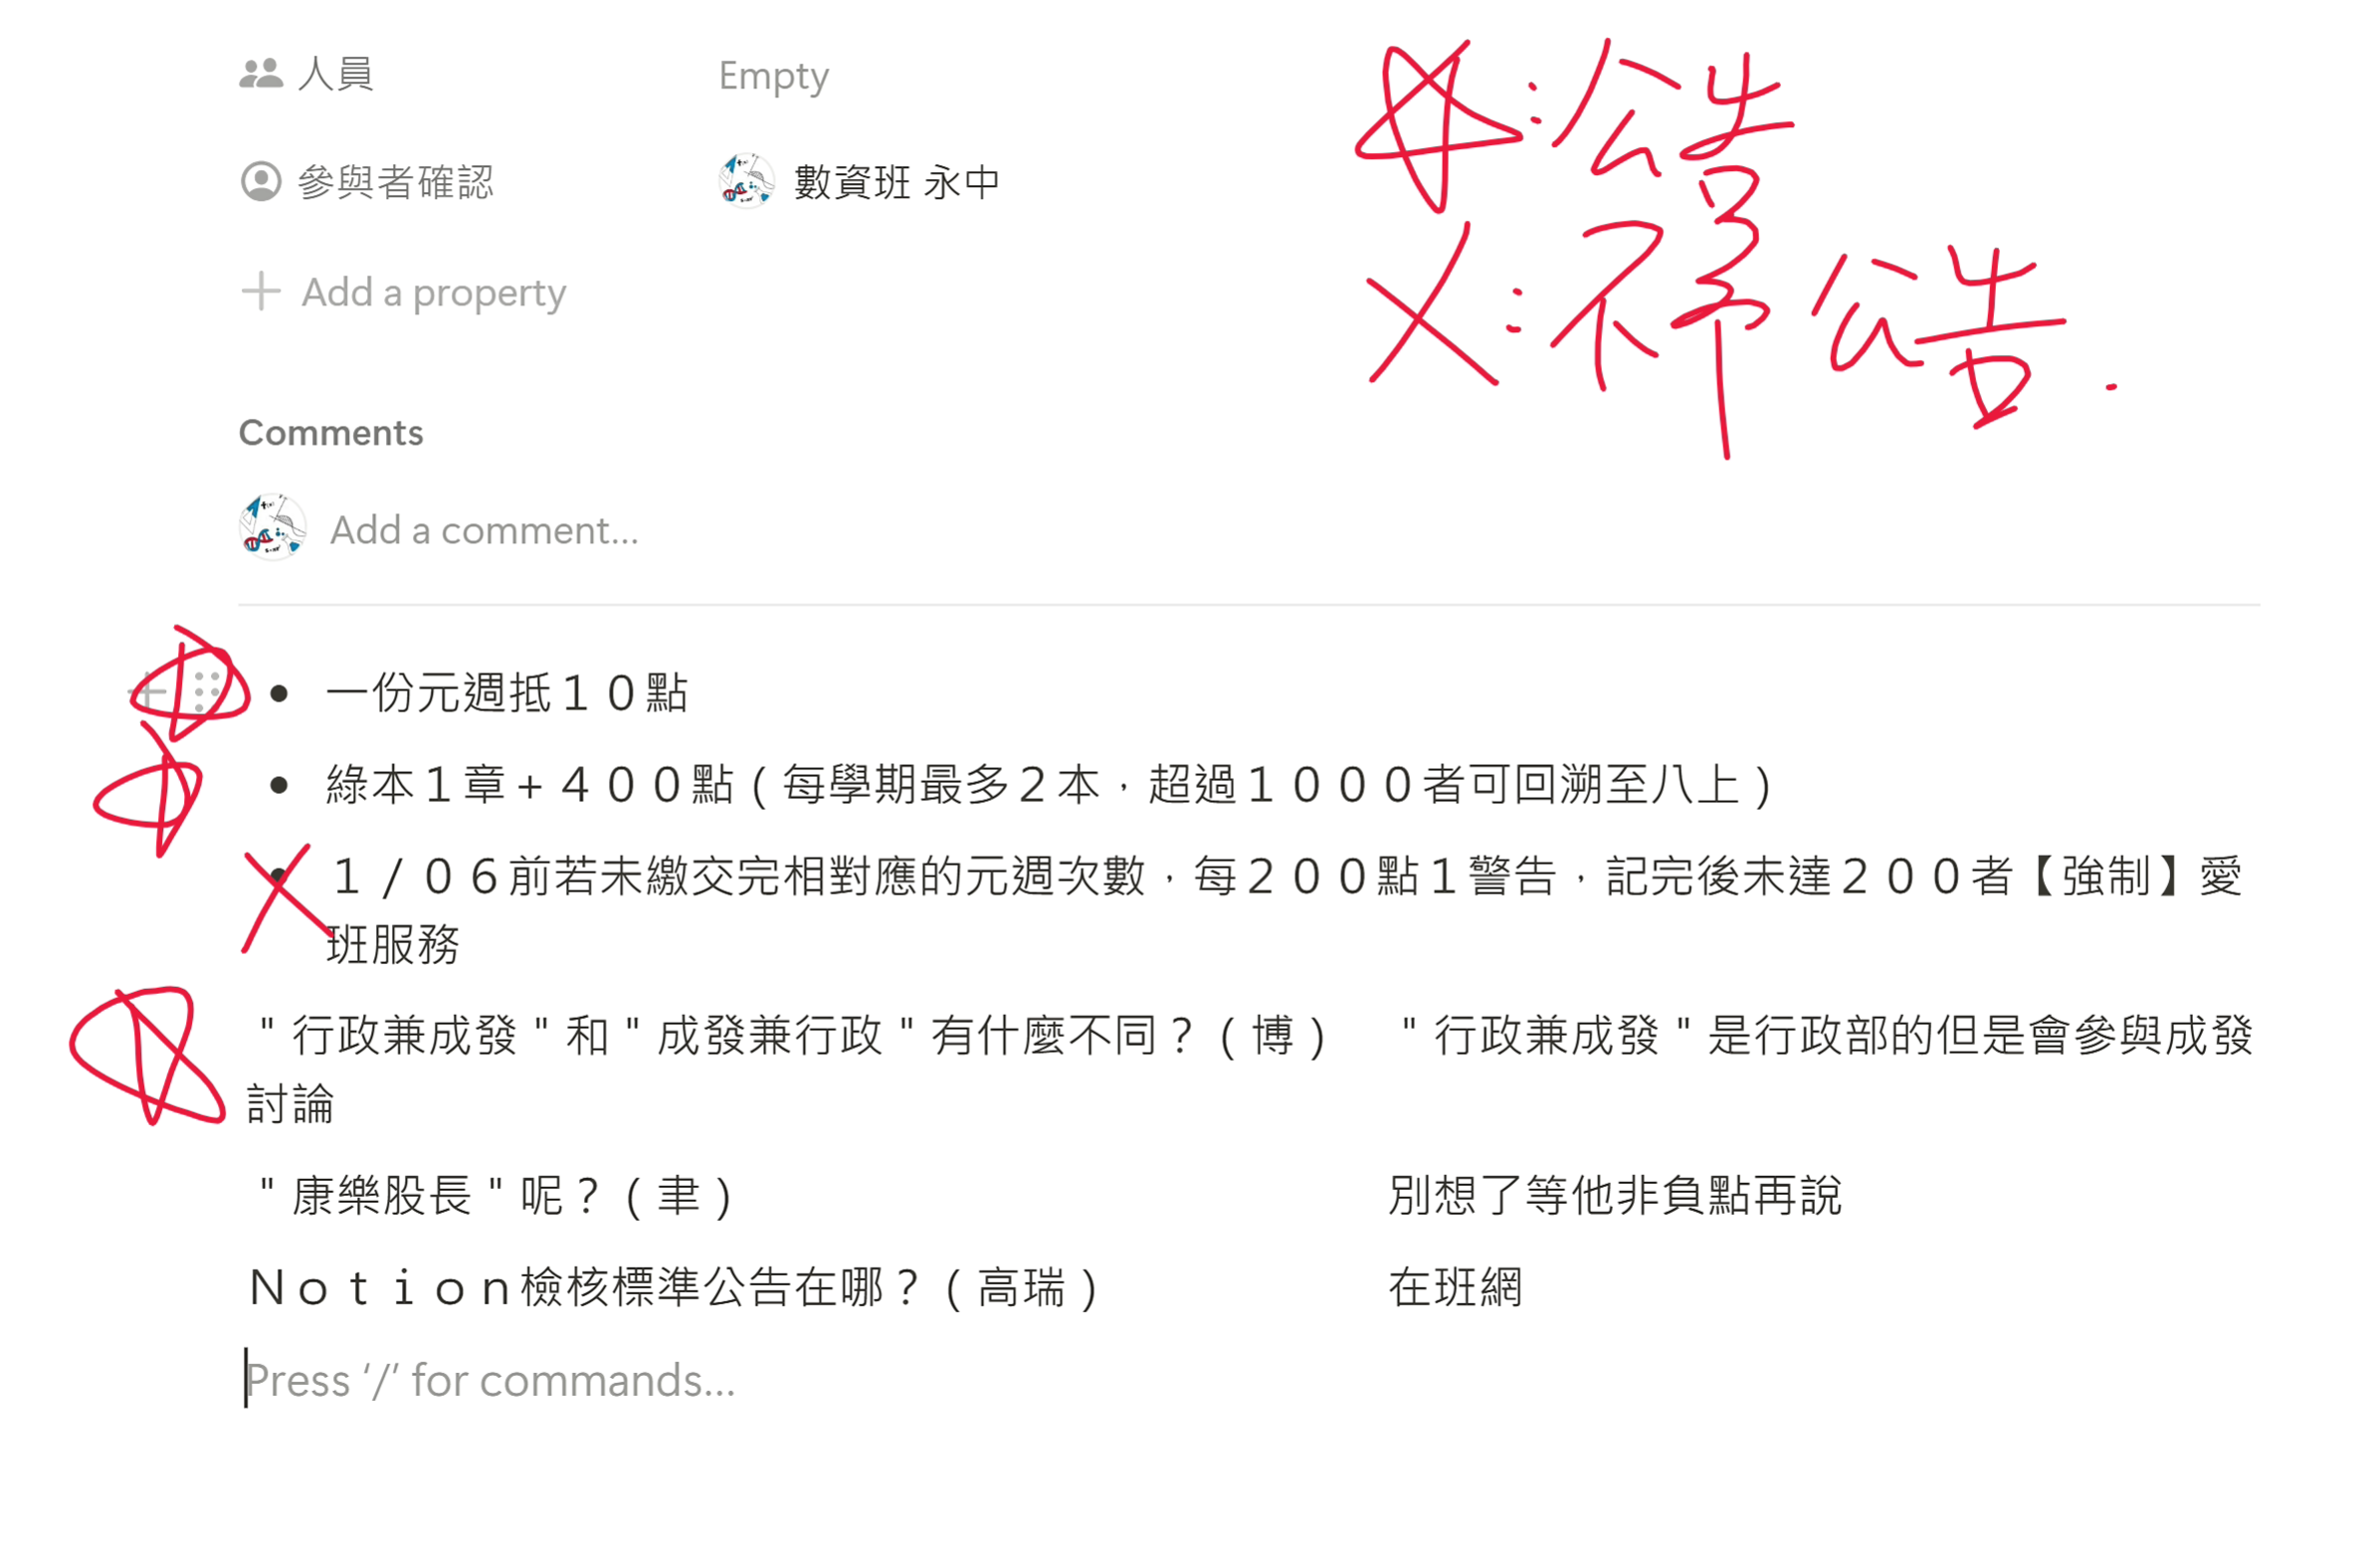 人員 Empty
☆：公告
參與者確認 數資班 永中
X：不予公告.
Add a property
Comments
Add a comment...
• 一份元週抵１０點
• 綠本１章+４００點（每學期最多２本，超過１０００者可回溯至八上）
• １/０６前若未繳交完相對應的元週次數，每２００點１警告，記完後未達２００者【強制】愛
班服務
"行政兼成發"和"成發兼行政"有什麼不同？（博） "行政兼成發"是行政部的但是會參與成發
討論
"康樂股長"呢？（聿） 別想了等他非負點再說
Ｎｏｔｉｏｎ檢核標準公告在哪？（高瑞） 在班網
Press ‘/’ for commands...